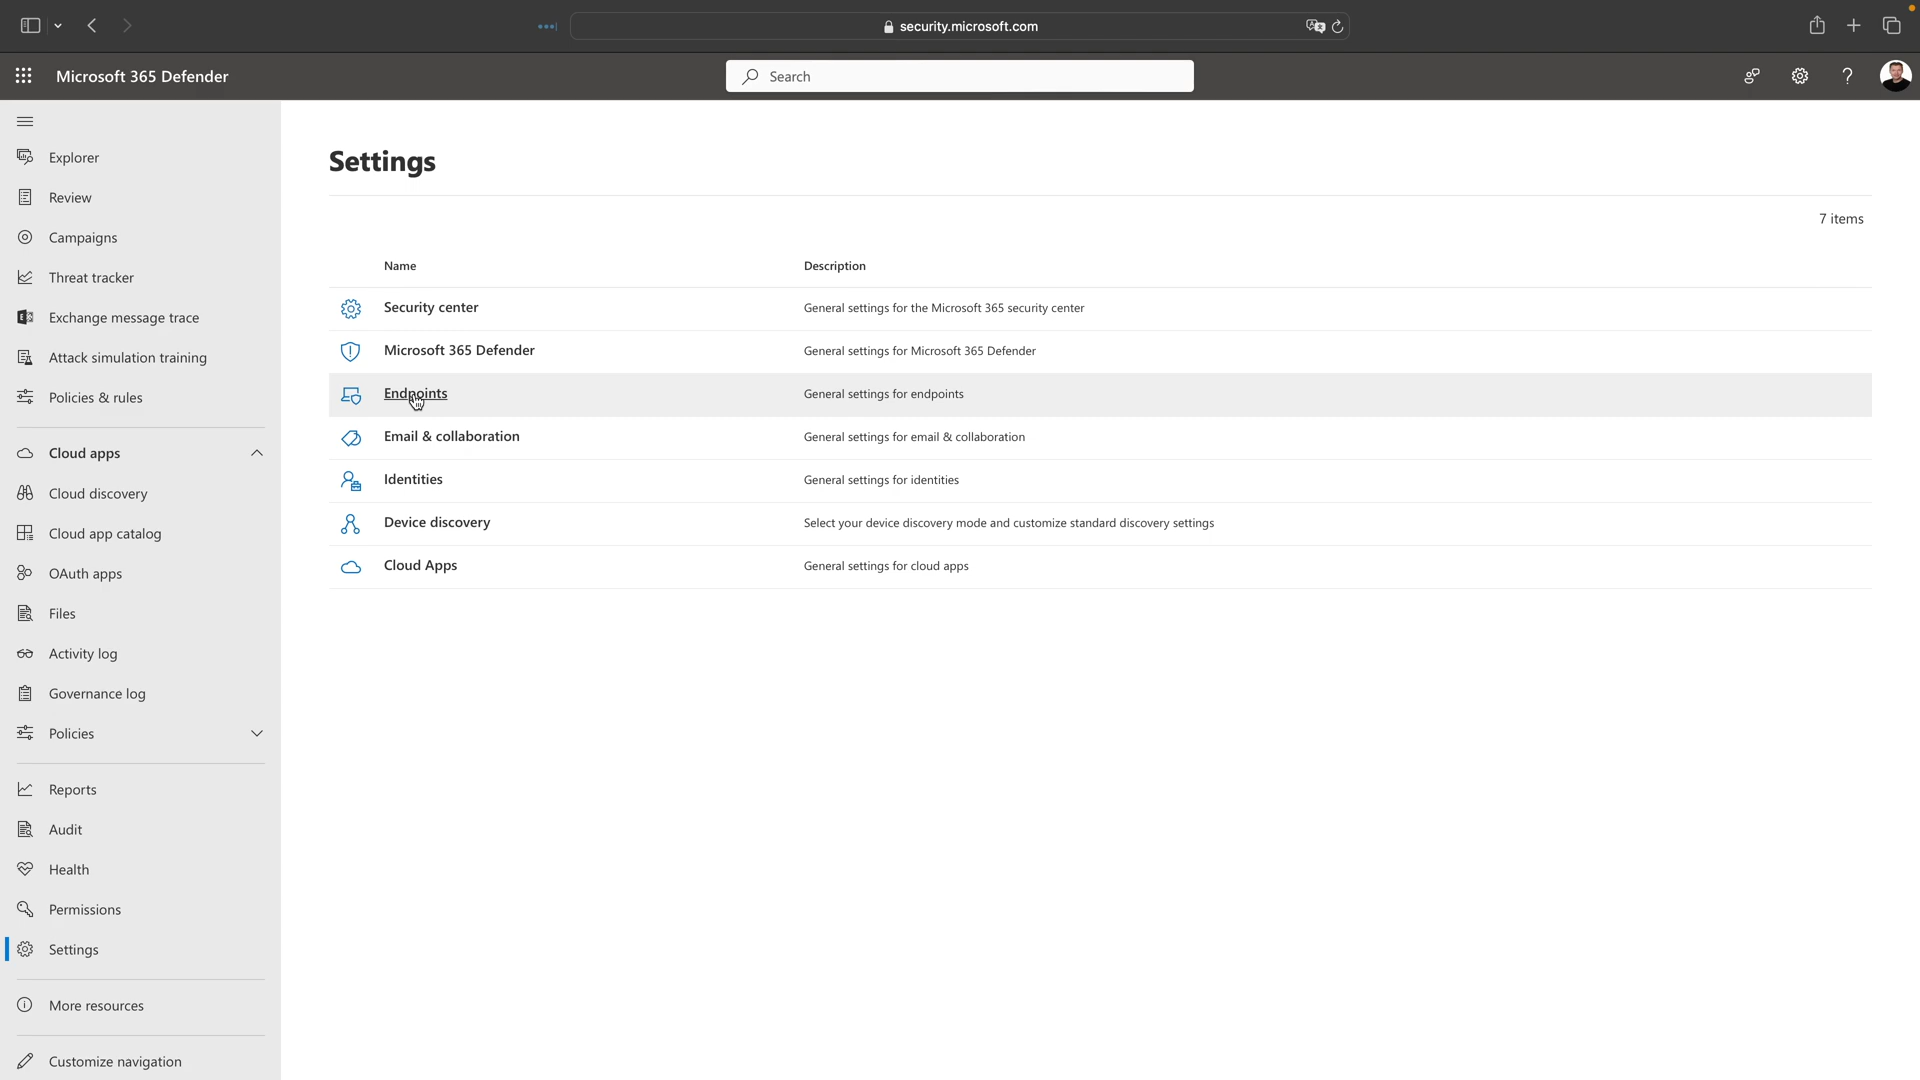 security.microsoft.com
Microsoft 365 Defender
Search
Explorer
Review
Campaigns
Threat tracker
Exchange message trace
Attack simulation training
Policies & rules
Cloud apps
Cloud discovery
Cloud app catalog
OAuth apps
Files
Activity log
Governance log
Policies
Reports
Audit
Health
Permissions
Settings
More resources
Customize navigation
Settings
7 items
Name Description
Security center General settings for the Microsoft 365 security center
Microsoft 365 Defender General settings for Microsoft 365 Defender
Endpoints General settings for endpoints
Email & collaboration General settings for email & collaboration
Identities General settings for identities
Device discovery Select your device discovery mode and customize standard discovery settings
Cloud Apps General settings for cloud apps